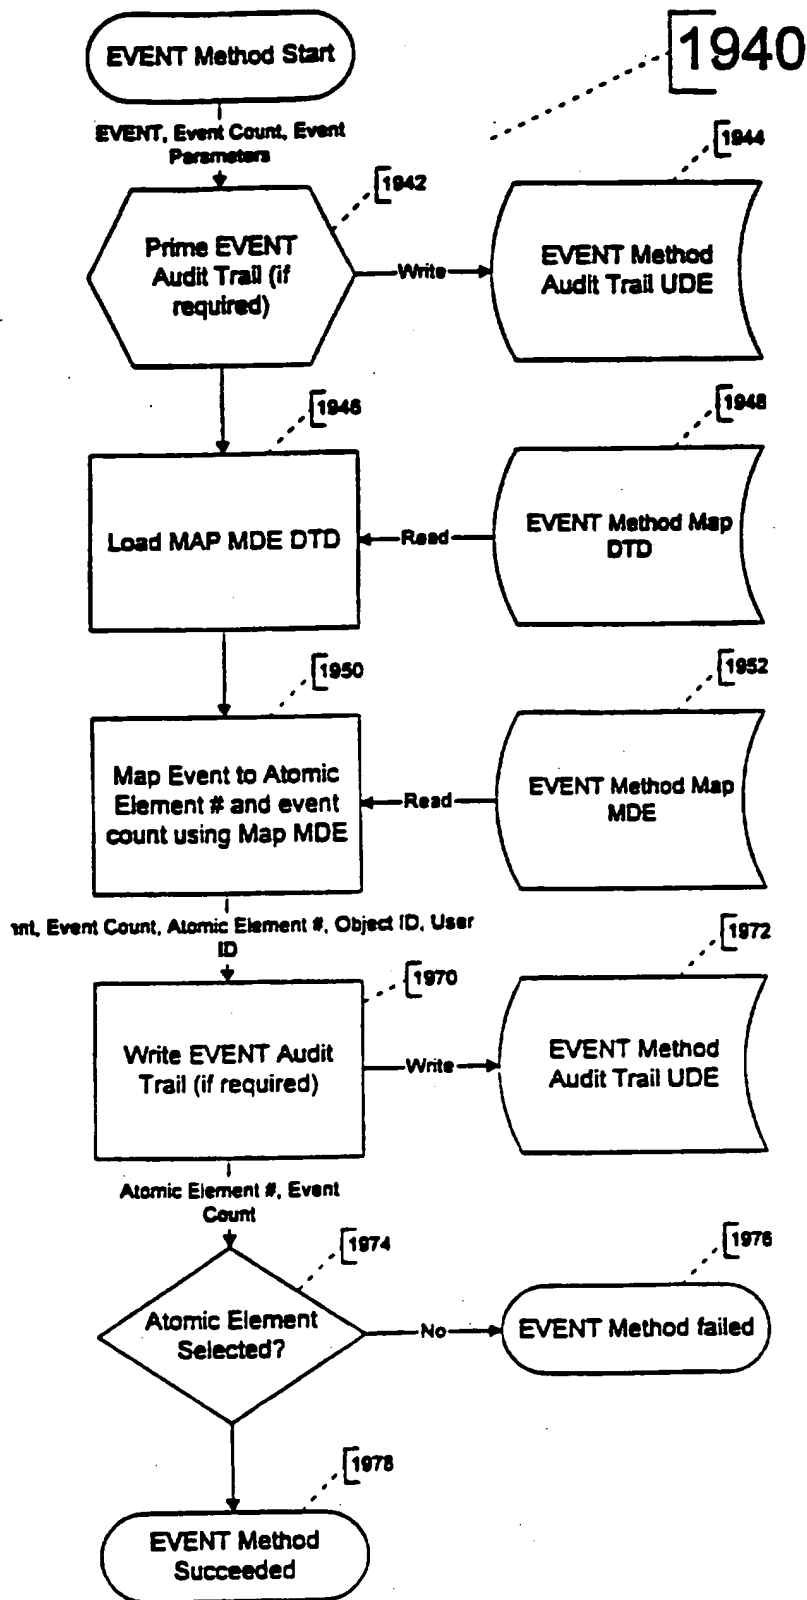 EVENT Method Start
1940
EVENT, Event Count, Event
Parameters
1944
1942
Prime EVENT
Audit Trail (if
required)
Write
EVENT Method
Audit Trail UDE
1946
1948
Load MAP MDE DTD
Read
EVENT Method Map
DTD
1950
1952
Map Event to Atomic
Element # and event
count using Map MDE
Read
EVENT Method Map
MDE
Event Count, Atomic Element #, Object ID, User
ID
1972
1970
Write EVENT Audit
Trail (if required)
Write
EVENT Method
Audit Trail UDE
Atomic Element #, Event
Count
1974
1976
Atomic Element
Selected?
No
EVENT Method failed
1978
EVENT Method
Succeeded